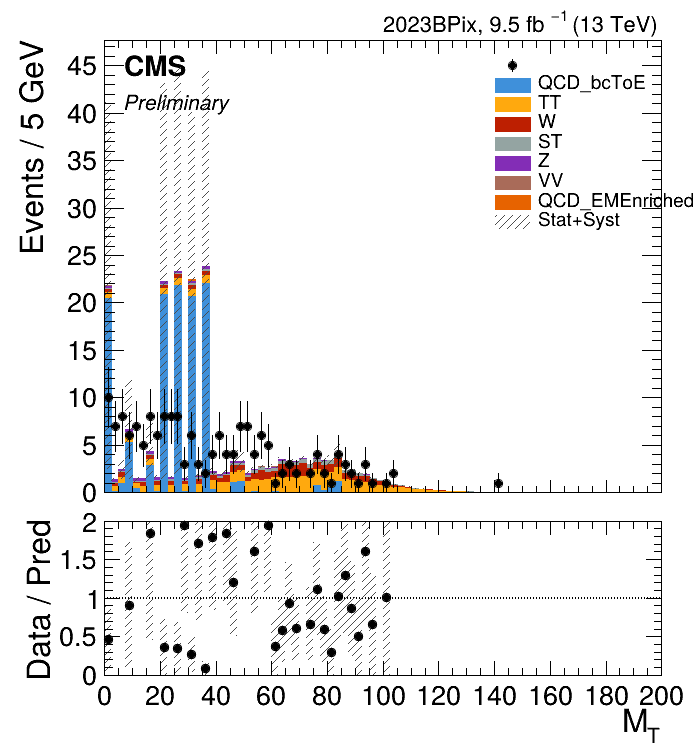 2023BPix, 9.5 fb⁻¹ (13 TeV)
CMS
Preliminary
Events / 5 GeV
45
40
35
30
25
20
15
10
5
0
QCD_bcToE
TT
W
ST
Z
VV
QCD_EMEnriched
Stat+Syst
Data / Pred
2
1.5
1
0.5
0
0 20 40 60 80 100 120 140 160 180 200
M_T